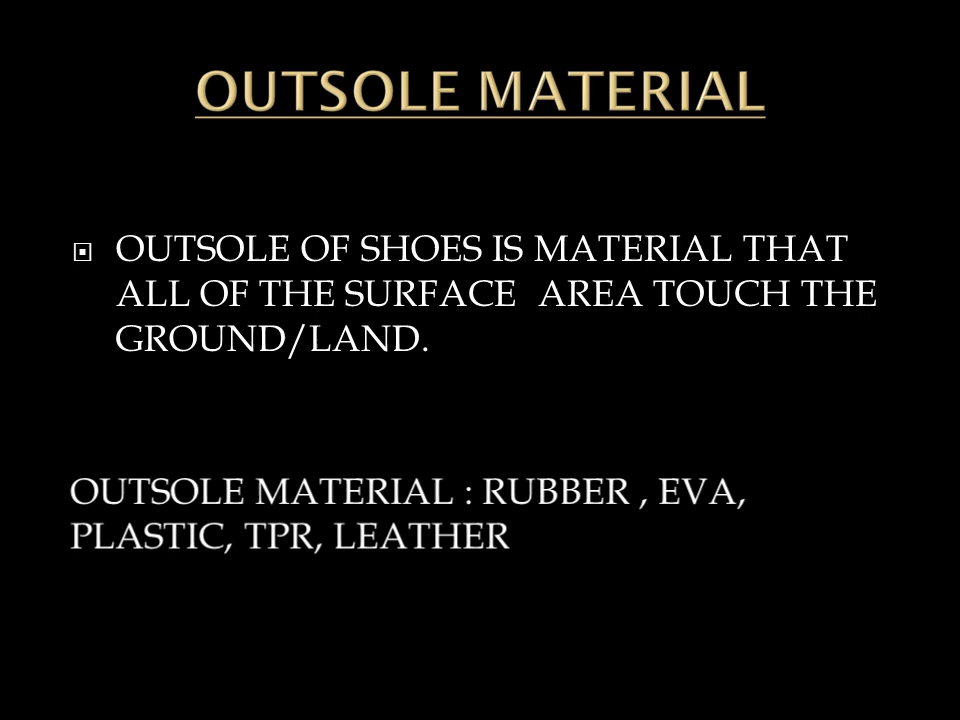 OUTSOLE MATERIAL
OUTSOLE OF SHOES IS MATERIAL THAT
ALL OF THE SURFACE AREA TOUCH THE
GROUND/LAND.
OUTSOLE MATERIAL : RUBBER , EVA,
PLASTIC, TPR, LEATHER